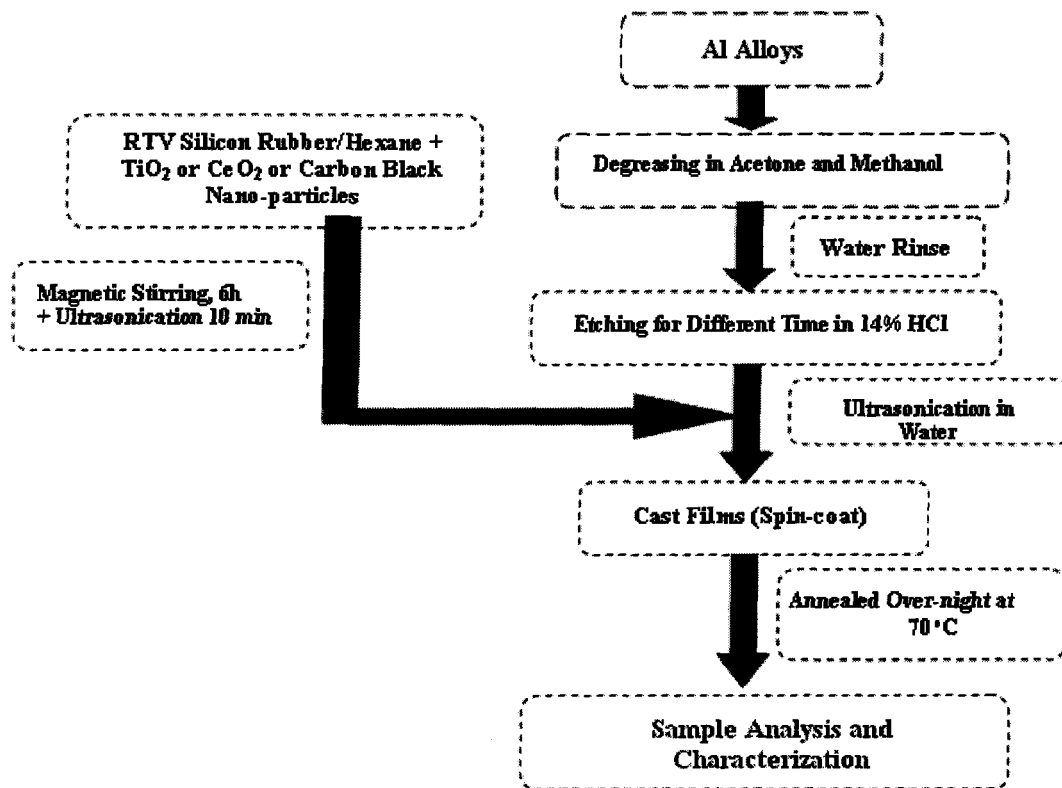 Al Alloys
RTV Silicon Rubber/Hexane +
TiO₂ or CeO₂ or Carbon Black
Nano-particles
Degreasing in Acetone and Methanol
Water Rinse
Magnetic Stirring, 6h
+ Ultrasonication 10 min
Etching for Different Time in 14% HCl
Ultrasonication in
Water
Cast Films (Spin-coat)
Annealed Over-night at
70°C
Sample Analysis and
Characterization